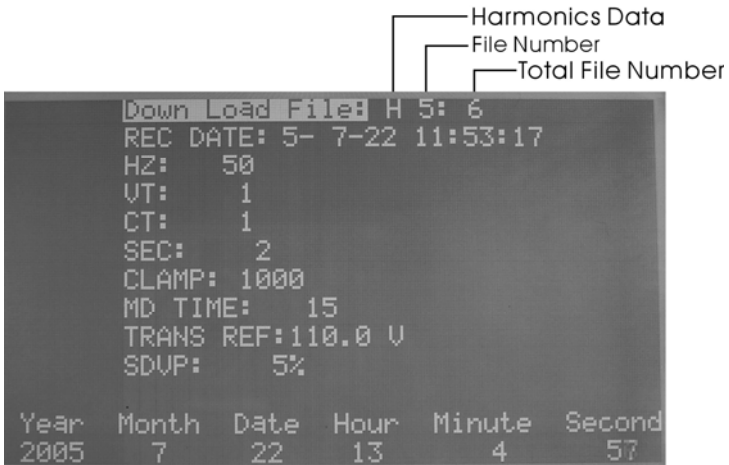 Harmonics Data
File Number
Total File Number
Down Load File: H 5: 6
REC DATE: 5- 7-22 11:53:17
HZ: 50
VT: 1
CT: 1
SEC: 2
CLAMP: 1000
MD TIME: 15
TRANS REF:110.0 V
SDVP: 5%
Year Month Date Hour Minute Second
2005 7 22 13 4 57